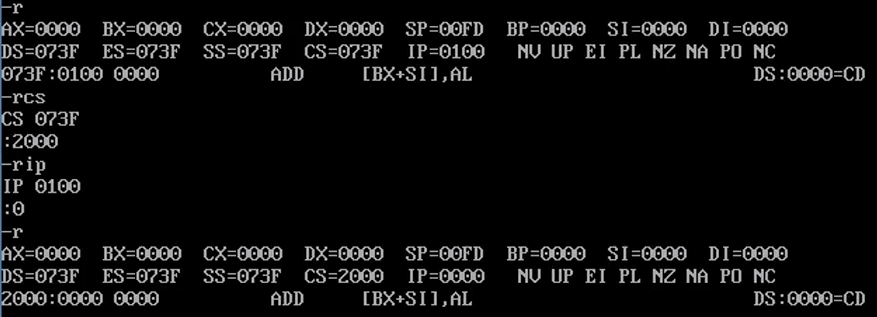 -r
AX=0000  BX=0000  CX=0000  DX=0000  SP=00FD  BP=0000  SI=0000  DI=0000
DS=073F  ES=073F  SS=073F  CS=073F  IP=0100   NV UP EI PL NZ NA PO NC
073F:0100 0000          ADD     [BX+SI],AL                         DS:0000=CD
-rcs
CS 073F
:2000
-rip
IP 0100
:0
-r
AX=0000  BX=0000  CX=0000  DX=0000  SP=00FD  BP=0000  SI=0000  DI=0000
DS=073F  ES=073F  SS=073F  CS=2000  IP=0000   NV UP EI PL NZ NA PO NC
2000:0000 0000          ADD     [BX+SI],AL                         DS:0000=CD